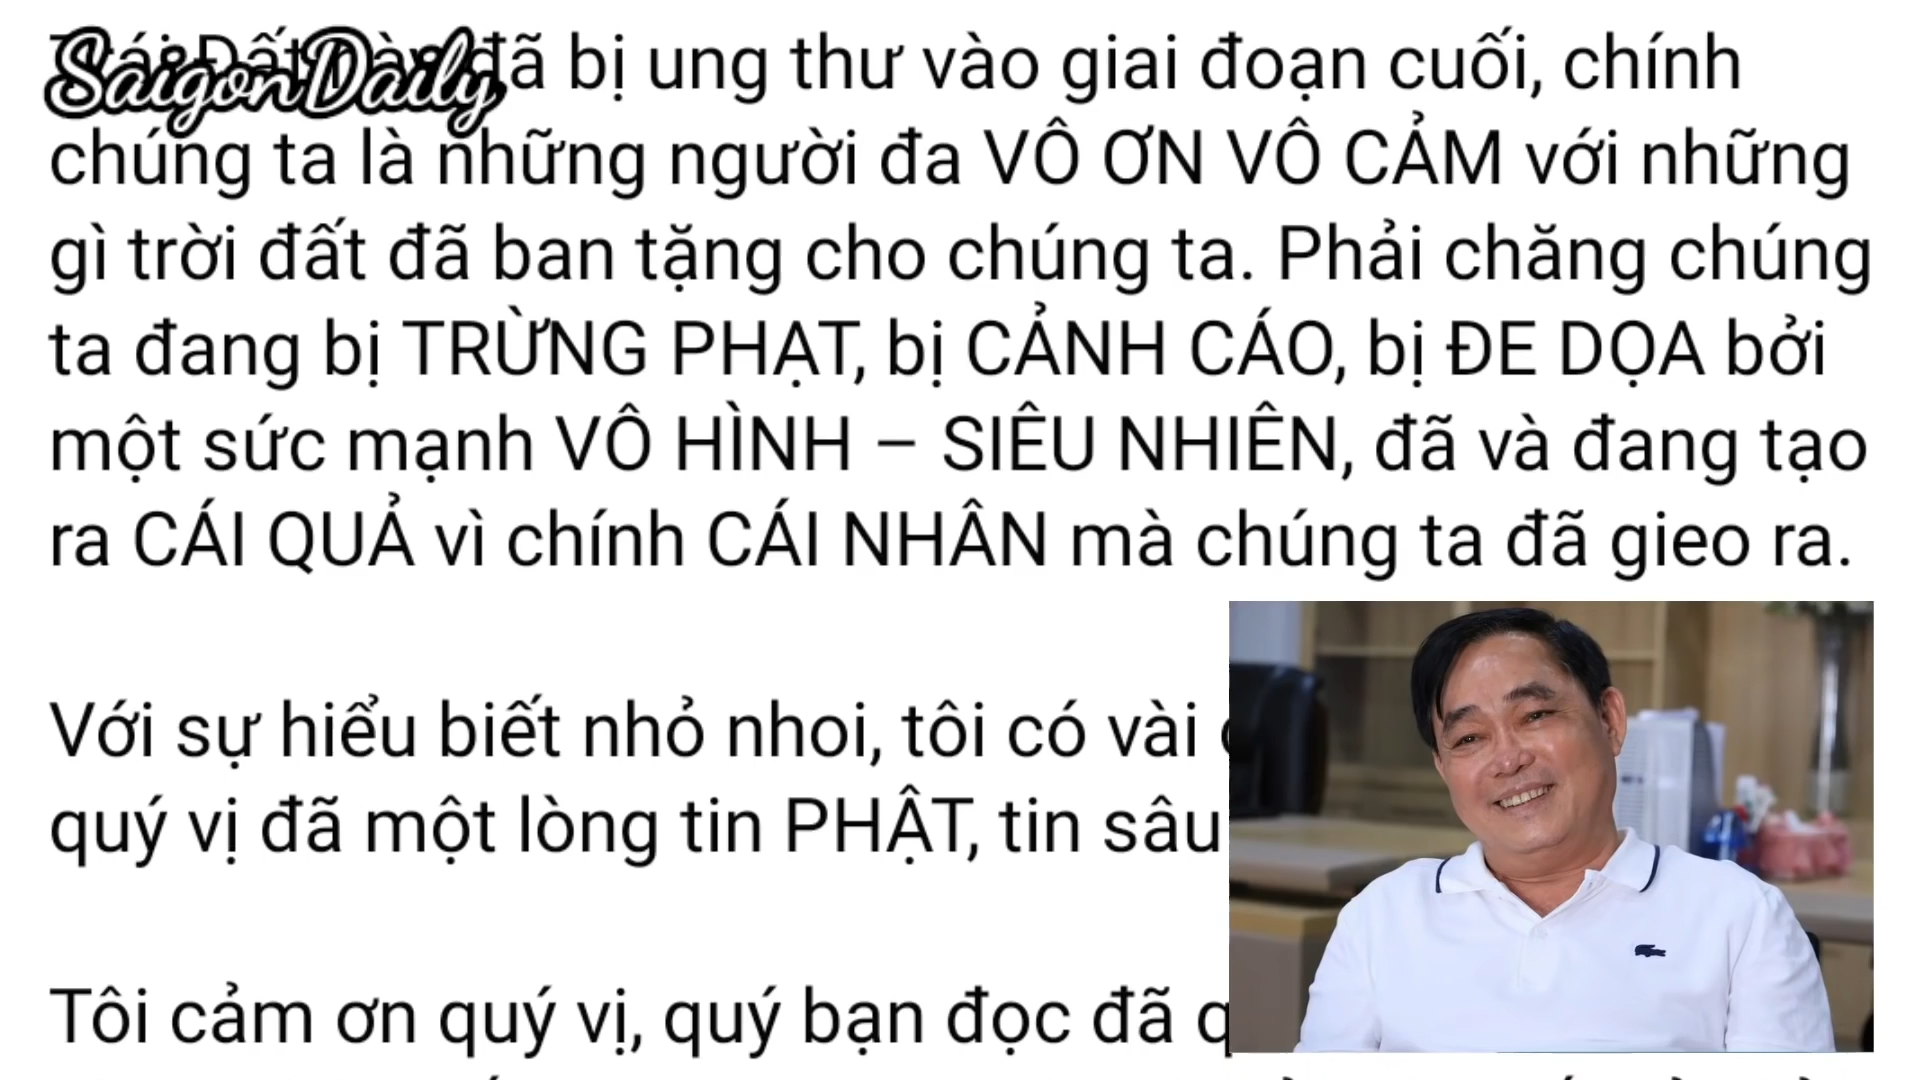 SaigonDaily
đã bị ung thư vào giai đoạn cuối, chính
chúng ta là những người đa VÔ ƠN VÔ CẢM với những
gì trời đất đã ban tặng cho chúng ta. Phải chăng chúng
ta đang bị TRỪNG PHẠT, bị CẢNH CÁO, bị ĐE DỌA bởi
một sức mạnh VÔ HÌNH – SIÊU NHIÊN, đã và đang tạo
ra CÁI QUẢ vì chính CÁI NHÂN mà chúng ta đã gieo ra.
Với sự hiểu biết nhỏ nhoi, tôi có vài
quý vị đã một lòng tin PHẬT, tin sâu
Tôi cảm ơn quý vị, quý bạn đọc đã